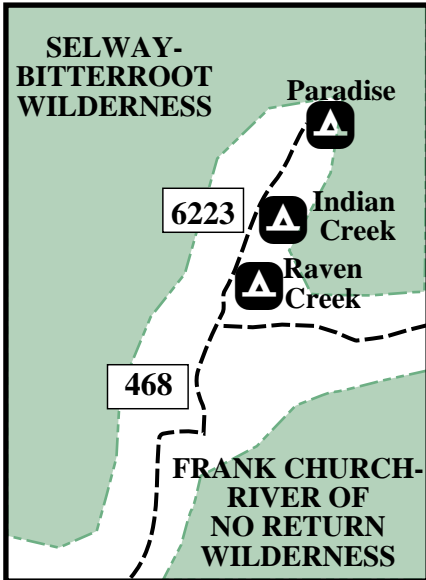 SELWAY-
BITTERROOT
WILDERNESS
Paradise
6223
Indian
Creek
Raven
Creek
468
FRANK CHURCH-
RIVER OF
NO RETURN
WILDERNESS